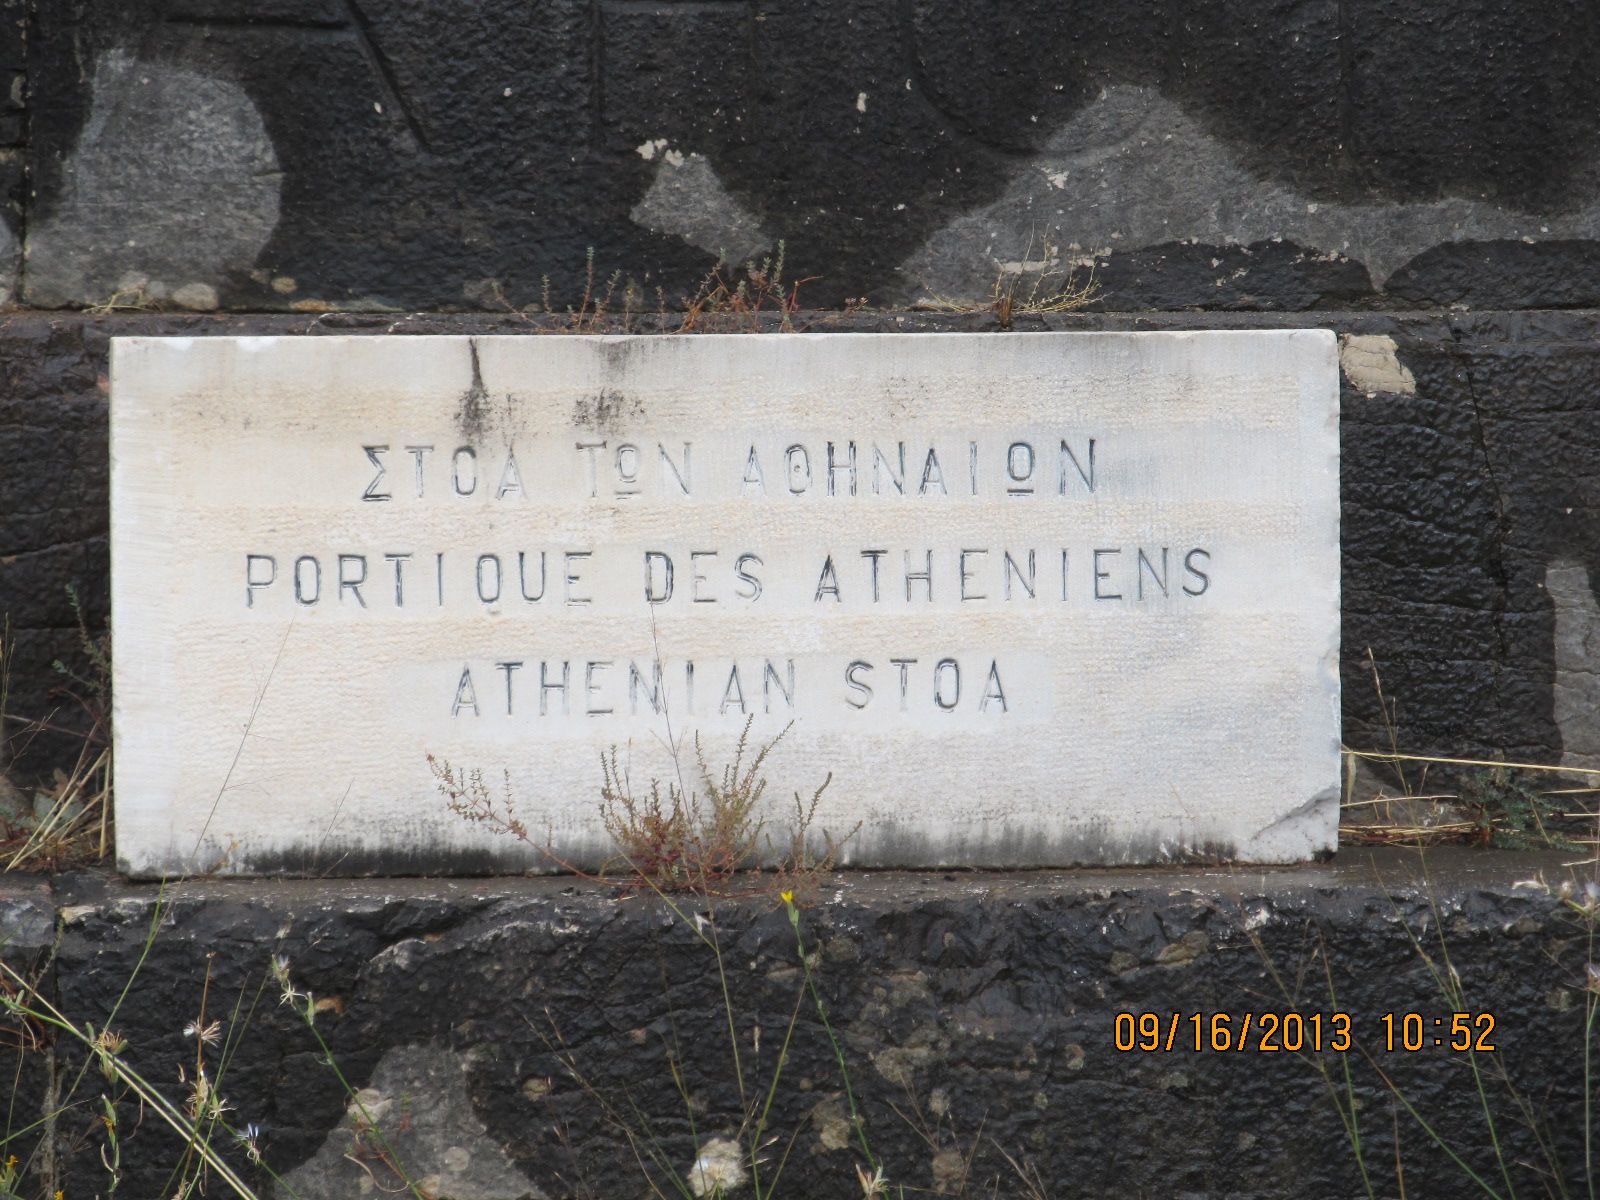 ΣΤΟΑ ΤΩΝ ΑΘΗΝΑΙΩΝ
PORTIQUE DES ATHENIENS
ATHENIAN STOA
09/16/2013 10:52